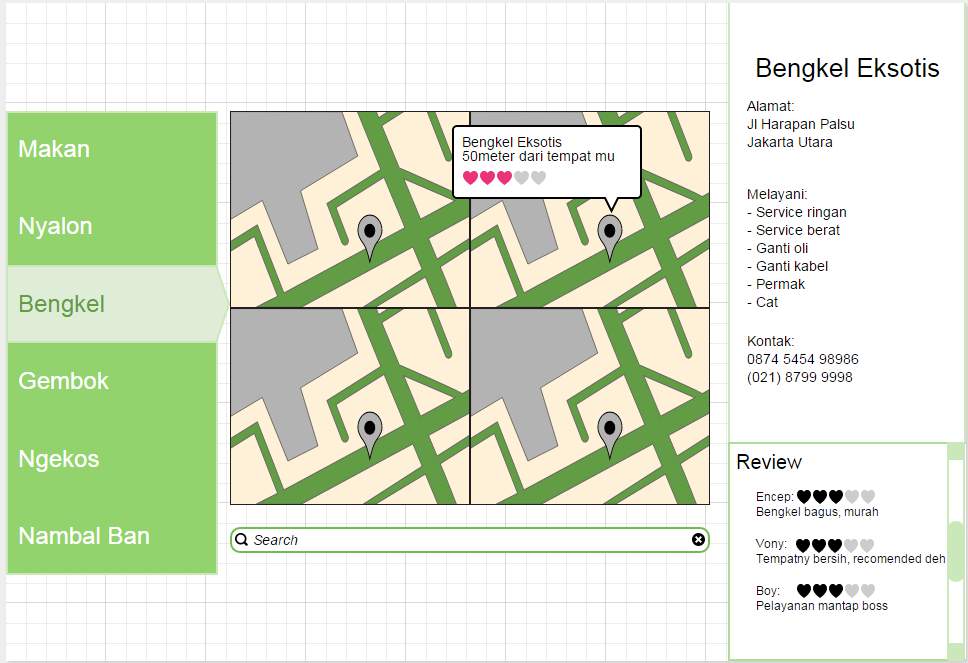 Makan
Nyalon
Bengkel
Gembok
Ngekos
Nambal Ban
Bengkel Eksotis
50meter dari tempat mu
Search
Bengkel Eksotis
Alamat:
Jl Harapan Palsu
Jakarta Utara
Melayani:
- Service ringan
- Service berat
- Ganti oli
- Ganti kabel
- Permak
- Cat
Kontak:
0874 5454 98986
(021) 8799 9998
Review
Encep:
Bengkel bagus, murah
Vony:
Tempatny bersih, recomended deh
Boy:
Pelayanan mantap boss